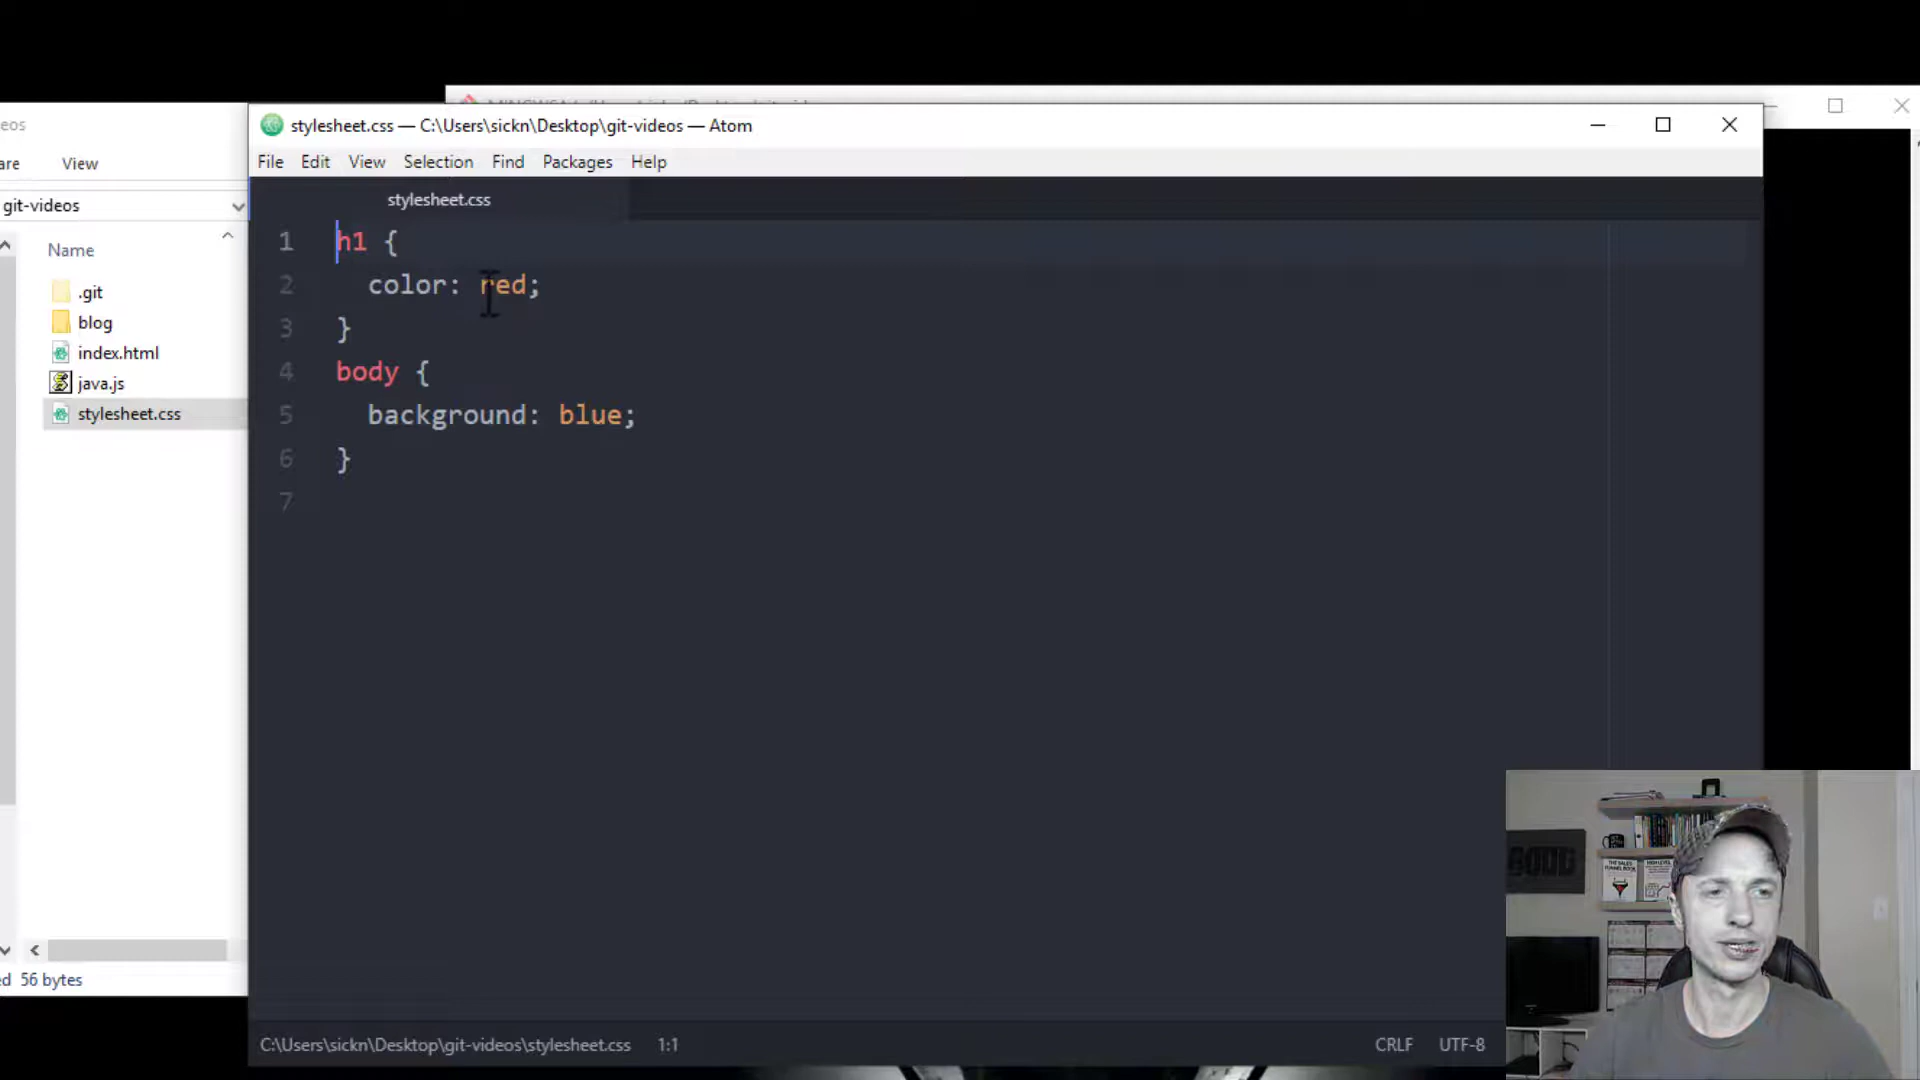 eos
are
View
git-videos
Name
.git
blog
index.html
java.js
stylesheet.css
ed 56 bytes
stylesheet.css — C:\Users\sickn\Desktop\git-videos — Atom
File Edit View Selection Find Packages Help
stylesheet.css
1 h1 {
2 color: red;
3 }
4 body {
5 background: blue;
6 }
7
C:\Users\sickn\Desktop\git-videos\stylesheet.css 1:1
CRLF UTF-8